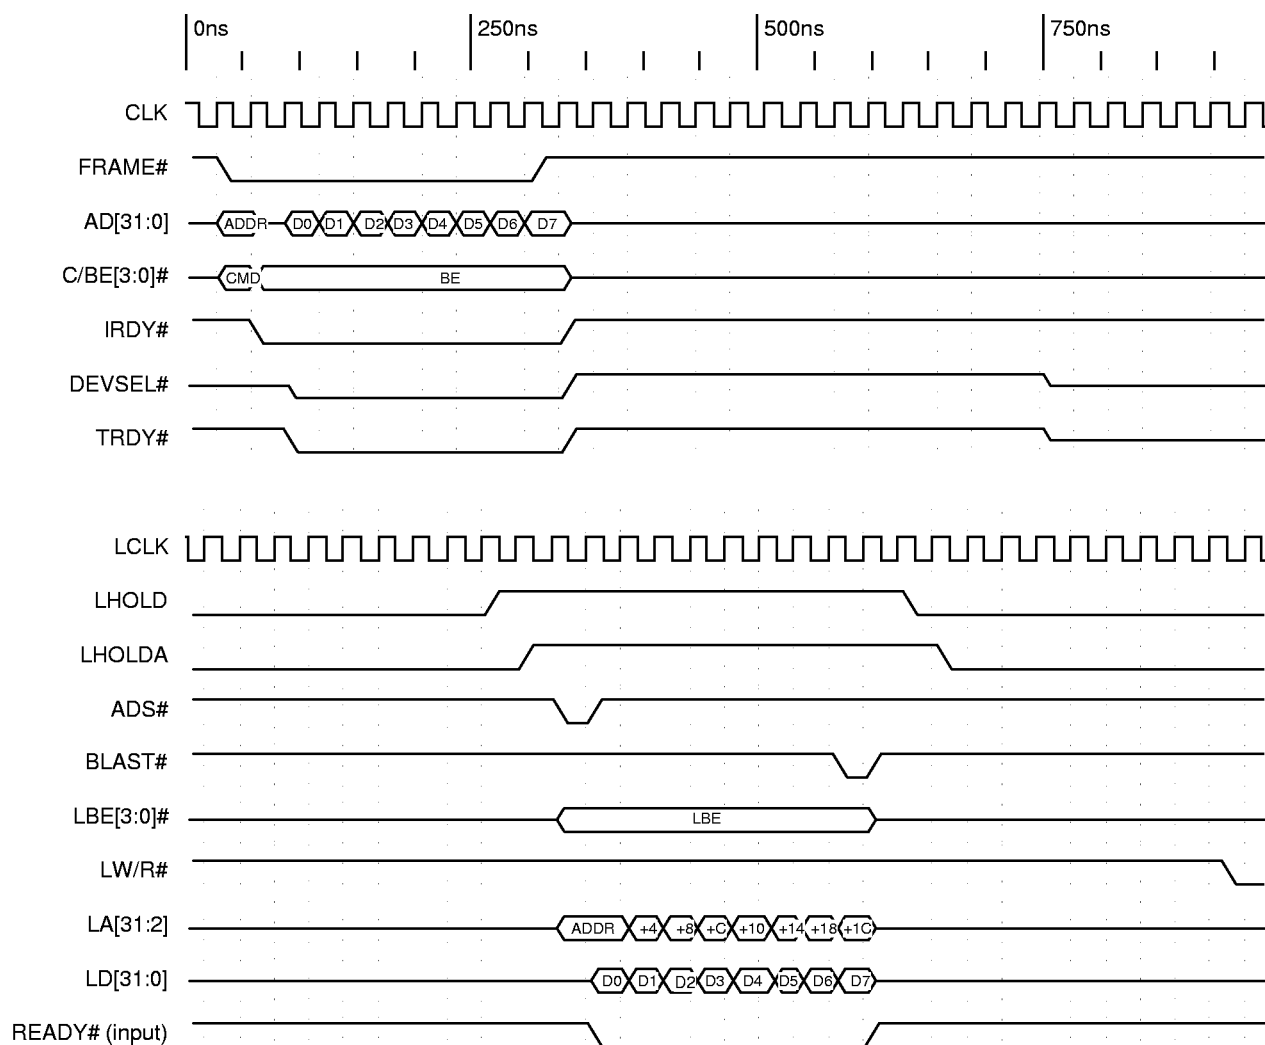 0ns 250ns 500ns 750ns
CLK
FRAME#
AD[31:0] ADDR D0 D1 D2 D3 D4 D5 D6 D7
C/BE[3:0]# CMD BE
IRDY#
DEVSEL#
TRDY#
LCLK
LHOLD
LHOLDA
ADS#
BLAST#
LBE[3:0]# LBE
LW/R#
LA[31:2] ADDR +4 +8 +C +10 +14 +18 +1C
LD[31:0] D0 D1 D2 D3 D4 D5 D6 D7
READY# (input)